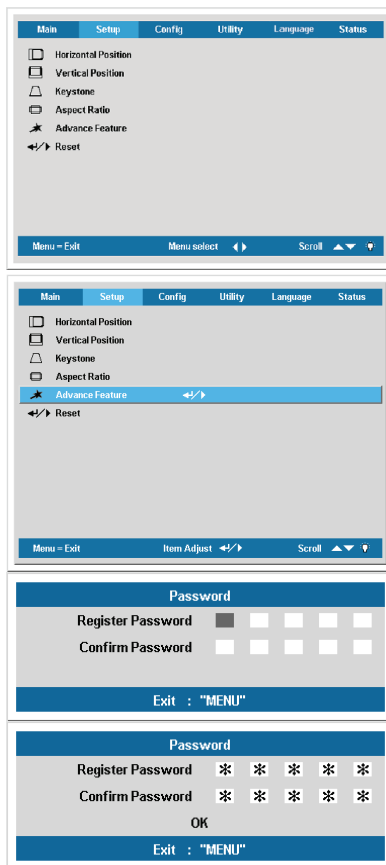 Main Setup Config Utility Language Status
Horizontal Position
Vertical Position
Keystone
Aspect Ratio
Advance Feature
Reset
Menu = Exit Menu select Scroll
Main Setup Config Utility Language Status
Horizontal Position
Vertical Position
Keystone
Aspect Ratio
Advance Feature
Reset
Menu = Exit Item Adjust Scroll
Password
Register Password
Confirm Password
Exit : "MENU"
Password
Register Password * * * * *
Confirm Password * * * * *
OK
Exit : "MENU"